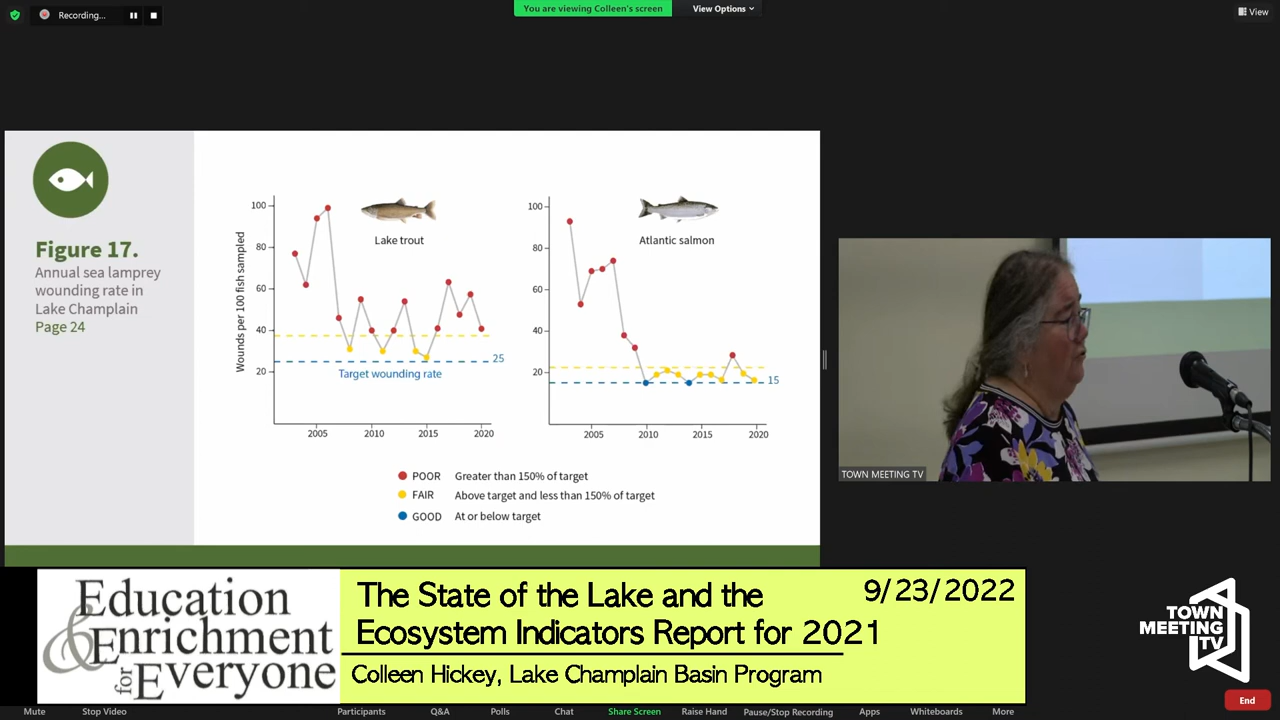 Recording...
You are viewing Colleen's screen
View Options
View
Figure 17.
Annual sea lamprey
wounding rate in
Lake Champlain
Page 24
Wounds per 100 fish sampled
100
80
60
40
20
Lake trout
25
Target wounding rate
2005
2010
2015
2020
100
80
60
40
20
Atlantic salmon
15
2005
2010
2015
2020
POOR Greater than 150% of target
FAIR Above target and less than 150% of target
GOOD At or below target
TOWN MEETING TV
Education
& Enrichment
for Everyone
The State of the Lake and the
Ecosystem Indicators Report for 2021
9/23/2022
Colleen Hickey, Lake Champlain Basin Program
TOWN
MEETING
TV
End
Mute
Stop Video
Participants
Q&A
Polls
Chat
Share Screen
Raise Hand
Pause/Stop Recording
Apps
Whiteboards
More